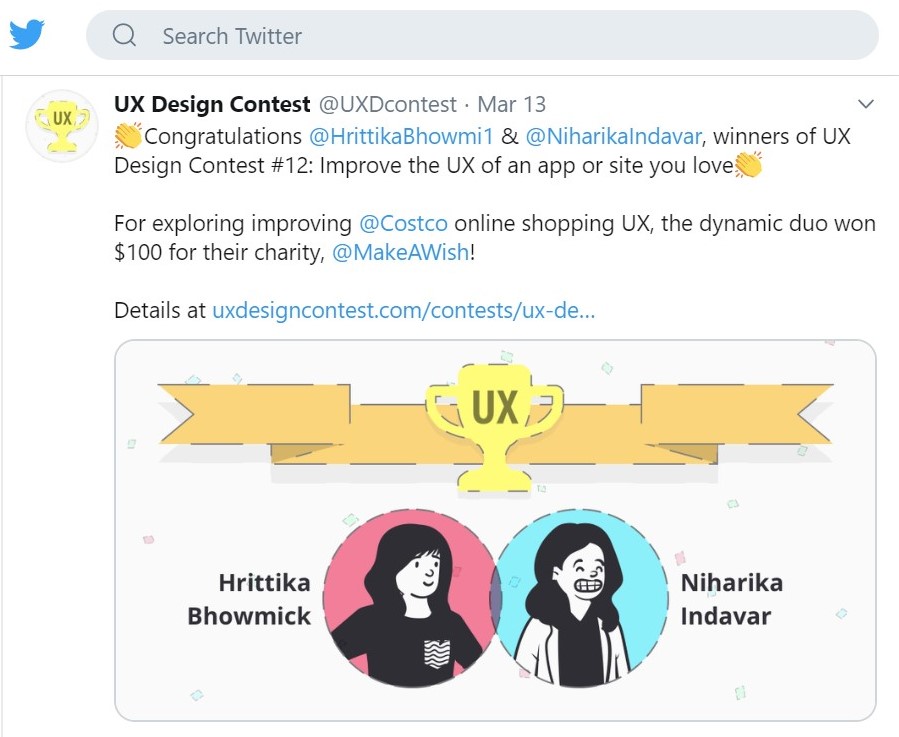 Search Twitter
UX
UX Design Contest @UXDcontest · Mar 13
👏Congratulations @HrittikaBhowmi1 & @NiharikaIndavar, winners of UX
Design Contest #12: Improve the UX of an app or site you love👏
For exploring improving @Costco online shopping UX, the dynamic duo won
$100 for their charity, @MakeAWish!
Details at uxdesigncontest.com/contests/ux-de...
UX
Hrittika
Bhowmick
Niharika
Indavar